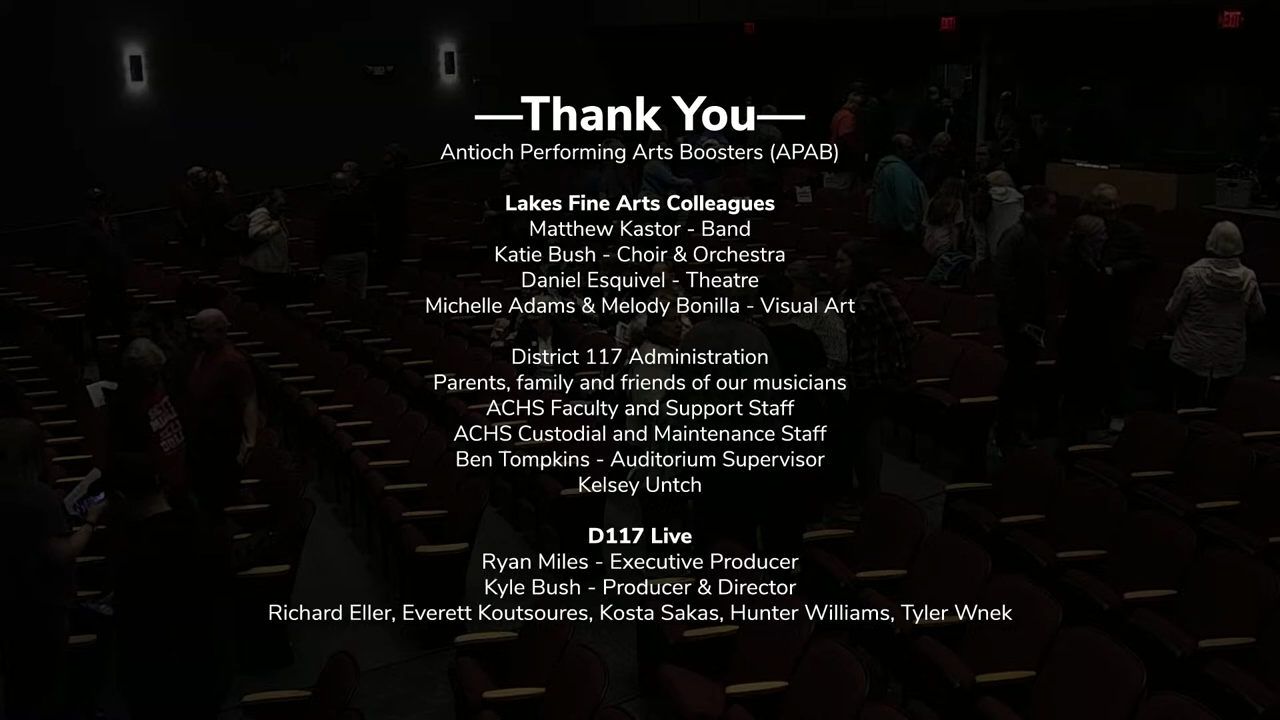 —Thank You—
Antioch Performing Arts Boosters (APAB)
Lakes Fine Arts Colleagues
Matthew Kastor - Band
Katie Bush - Choir & Orchestra
Daniel Esquivel - Theatre
Michelle Adams & Melody Bonilla - Visual Art
District 117 Administration
Parents, family and friends of our musicians
ACHS Faculty and Support Staff
ACHS Custodial and Maintenance Staff
Ben Tompkins - Auditorium Supervisor
Kelsey Untch
D117 Live
Ryan Miles - Executive Producer
Kyle Bush - Producer & Director
Richard Eller, Everett Koutsoures, Kosta Sakas, Hunter Williams, Tyler Wnek